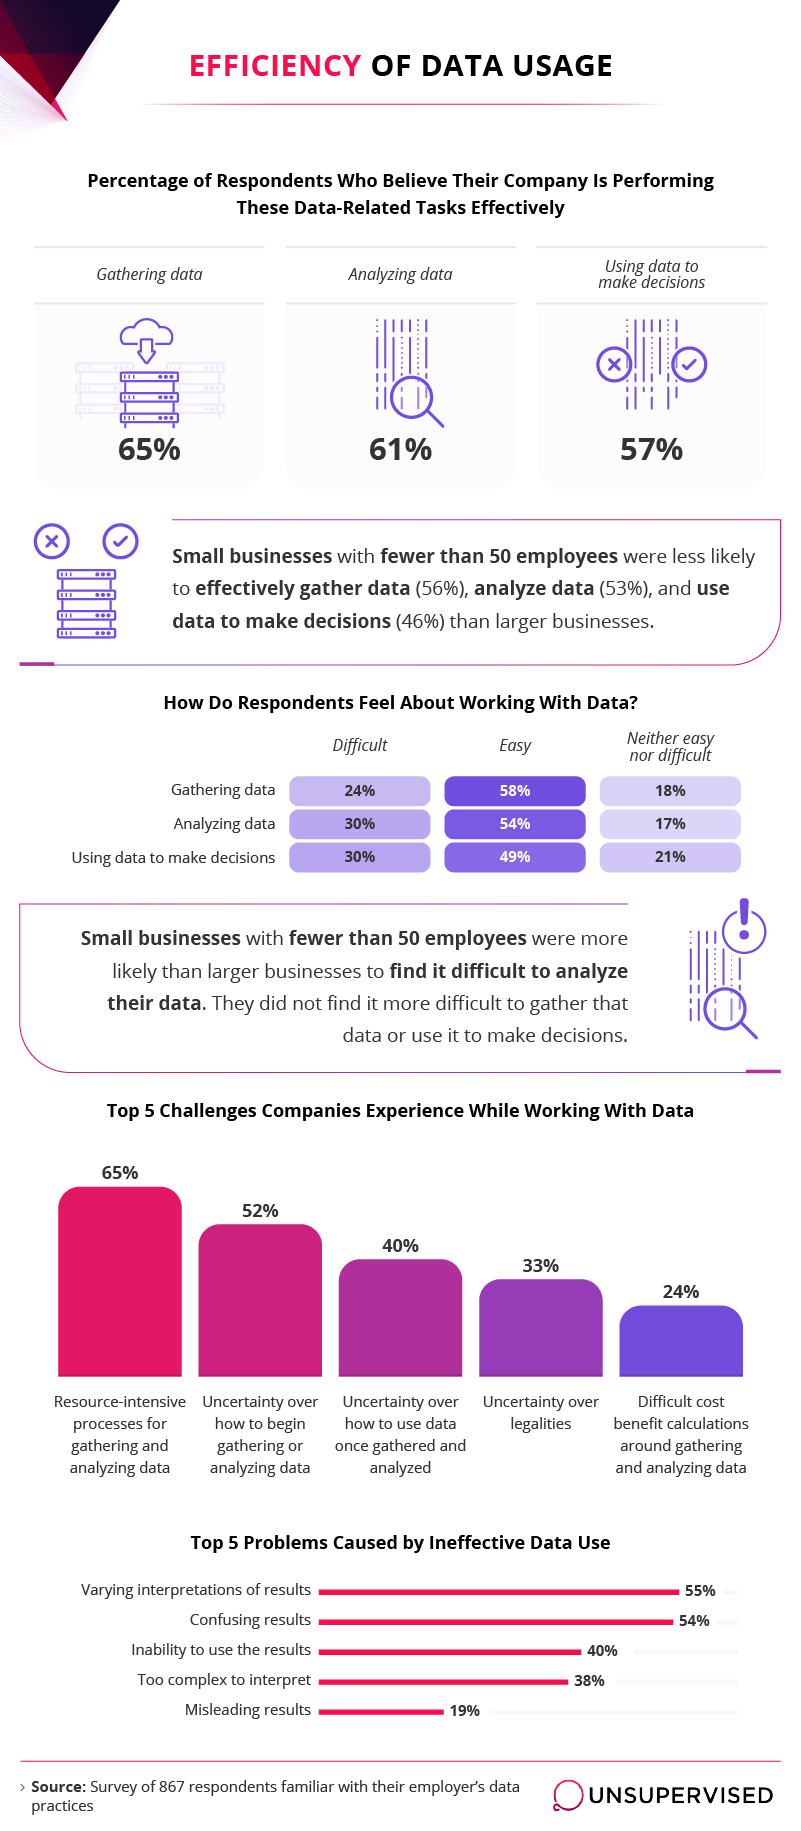 EFFICIENCY OF DATA USAGE
Percentage of Respondents Who Believe Their Company Is Performing
These Data-Related Tasks Effectively
Gathering data
Analyzing data
Using data to
make decisions
65%
61%
57%
Small businesses with fewer than 50 employees were less likely
to effectively gather data (56%), analyze data (53%), and use
data to make decisions (46%) than larger businesses.
How Do Respondents Feel About Working With Data?
Difficult
Easy
Neither easy
nor difficult
Gathering data 24% 58% 18%
Analyzing data 30% 54% 17%
Using data to make decisions 30% 49% 21%
Small businesses with fewer than 50 employees were more
likely than larger businesses to find it difficult to analyze
their data. They did not find it more difficult to gather that
data or use it to make decisions.
Top 5 Challenges Companies Experience While Working With Data
65%
52%
40%
33%
24%
Resource-intensive
processes for
gathering and
analyzing data
Uncertainty over
how to begin
gathering or
analyzing data
Uncertainty over
how to use data
once gathered and
analyzed
Uncertainty over
legalities
Difficult cost
benefit calculations
around gathering
and analyzing data
Top 5 Problems Caused by Ineffective Data Use
Varying interpretations of results 55%
Confusing results 54%
Inability to use the results 40%
Too complex to interpret 38%
Misleading results 19%
Source: Survey of 867 respondents familiar with their employer's data
practices
UNSUPERVISED